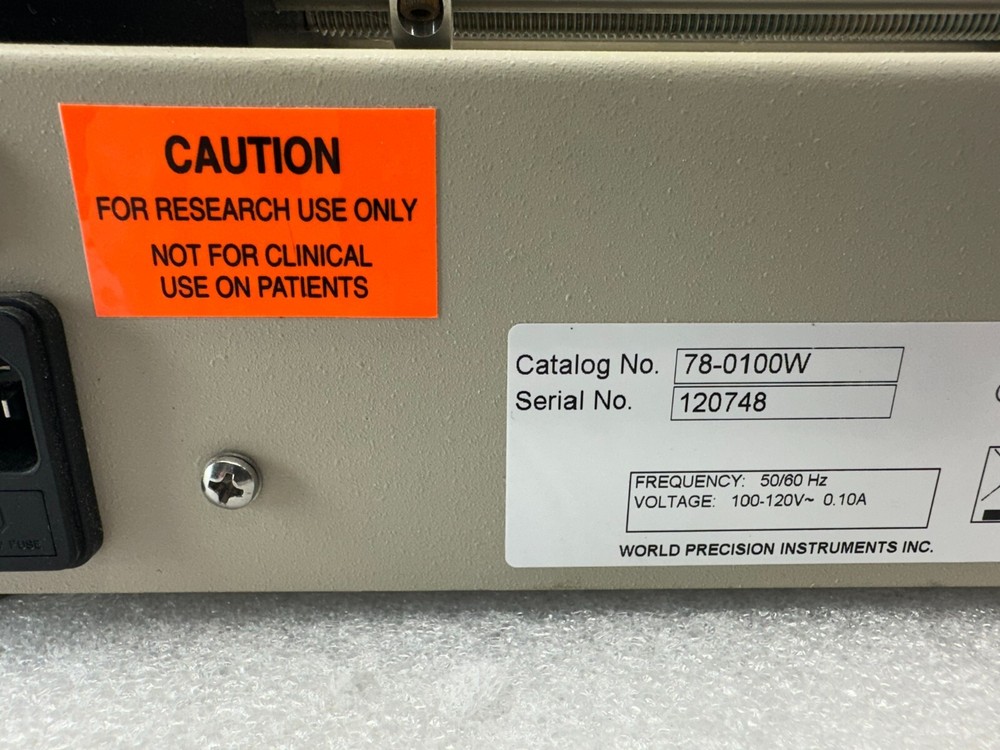 CAUTION
FOR RESEARCH USE ONLY
NOT FOR CLINICAL
USE ON PATIENTS
Catalog No. 78-0100W
Serial No. 120748
FREQUENCY: 50/60 Hz
VOLTAGE: 100-120V~ 0.10A
WORLD PRECISION INSTRUMENTS INC.
FUSE